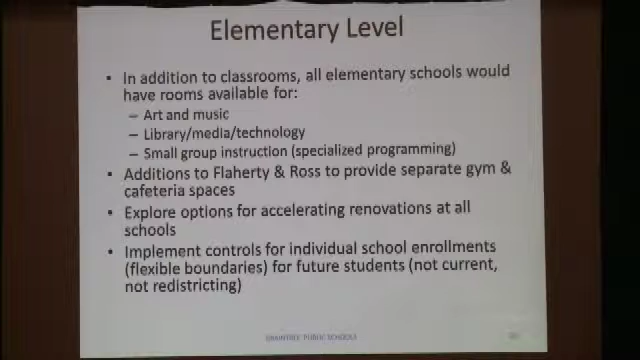 Elementary Level
• In addition to classrooms, all elementary schools would
have rooms available for:
– Art and music
– Library/media/technology
– Small group instruction (specialized programming)
• Additions to Flaherty & Ross to provide separate gym &
cafeteria spaces
• Explore options for accelerating renovations at all
schools
• Implement controls for individual school enrollments
(flexible boundaries) for future students (not current,
not redistricting)
BRAINTREE PUBLIC SCHOOLS